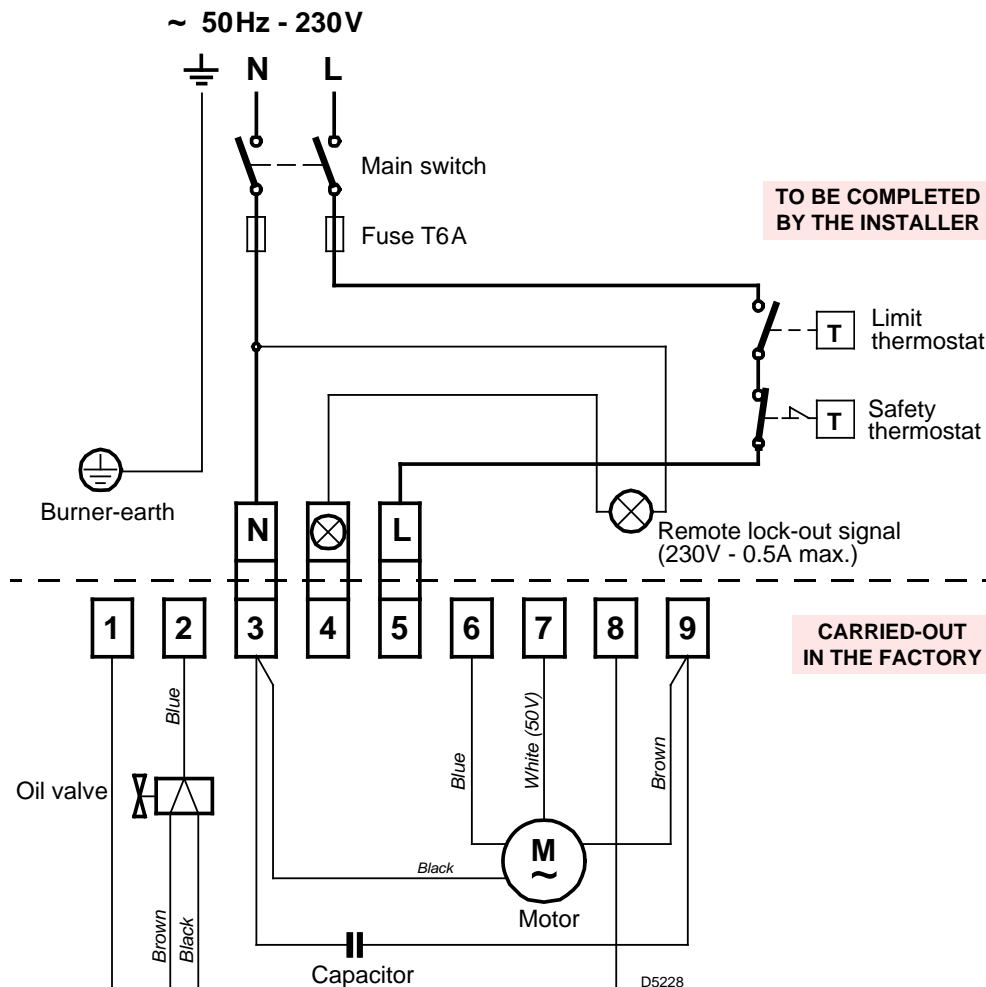 ~ 50Hz - 230V
N L
Main switch
TO BE COMPLETED
BY THE INSTALLER
Fuse T6A
T
Limit
thermostat
T
Safety
thermostat
Burner-earth
N L
Remote lock-out signal
(230V - 0.5A max.)
1 2 3 4 5 6 7 8 9
CARRIED-OUT
IN THE FACTORY
Blue
Blue
White (50V)
Brown
Oil valve
M
~
Black
Motor
Brown
Black
Capacitor
D5228